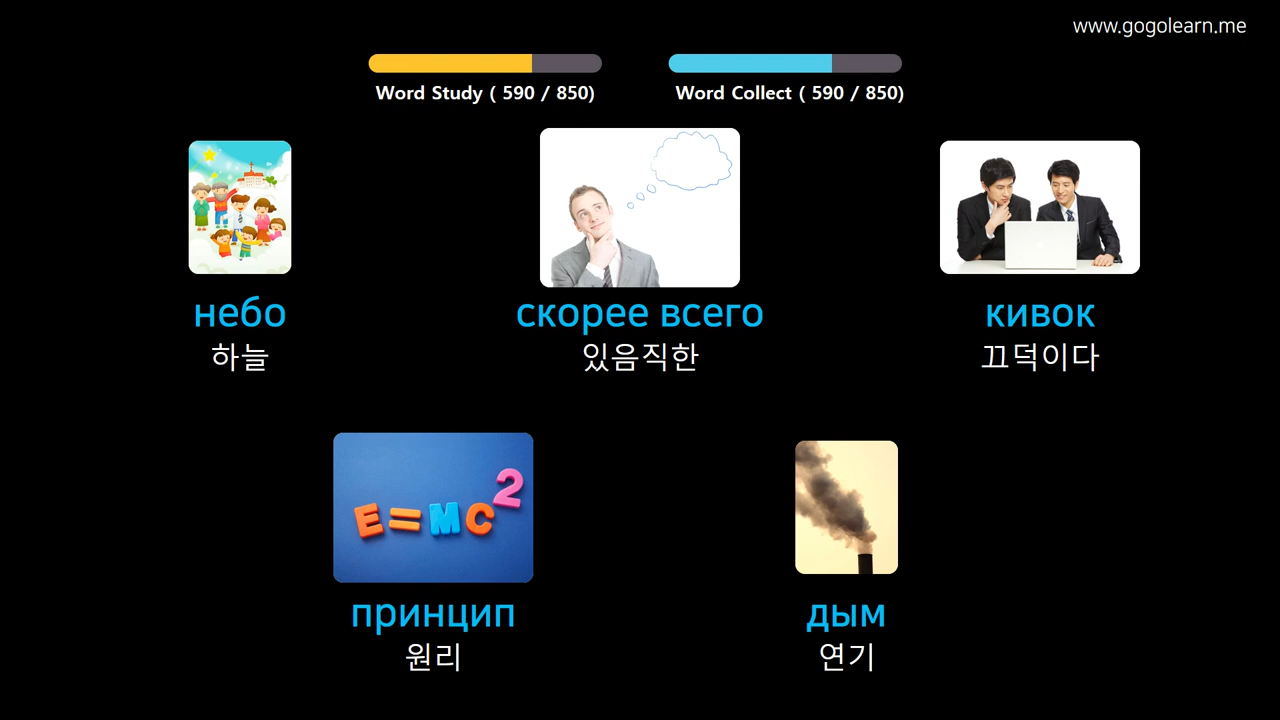 www.gogolearn.me
Word Study ( 590 / 850)
Word Collect ( 590 / 850)
небо
하늘
скорее всего
있음직한
кивок
끄덕이다
E=MC2
принцип
원리
дым
연기